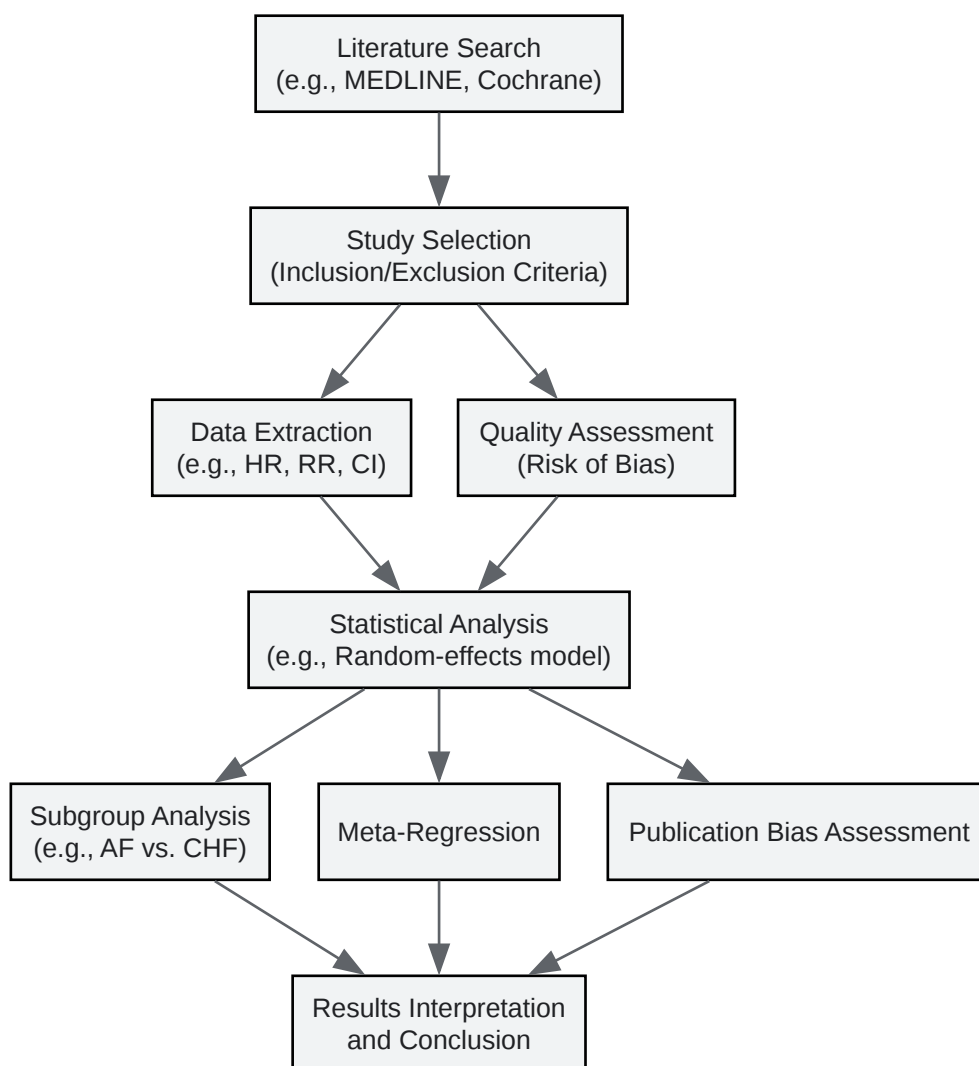 Literature Search
(e.g., MEDLINE, Cochrane)
Study Selection
(Inclusion/Exclusion Criteria)
Data Extraction
(e.g., HR, RR, CI)
Quality Assessment
(Risk of Bias)
Statistical Analysis
(e.g., Random-effects model)
Subgroup Analysis
(e.g., AF vs. CHF)
Meta-Regression
Publication Bias Assessment
Results Interpretation
and Conclusion